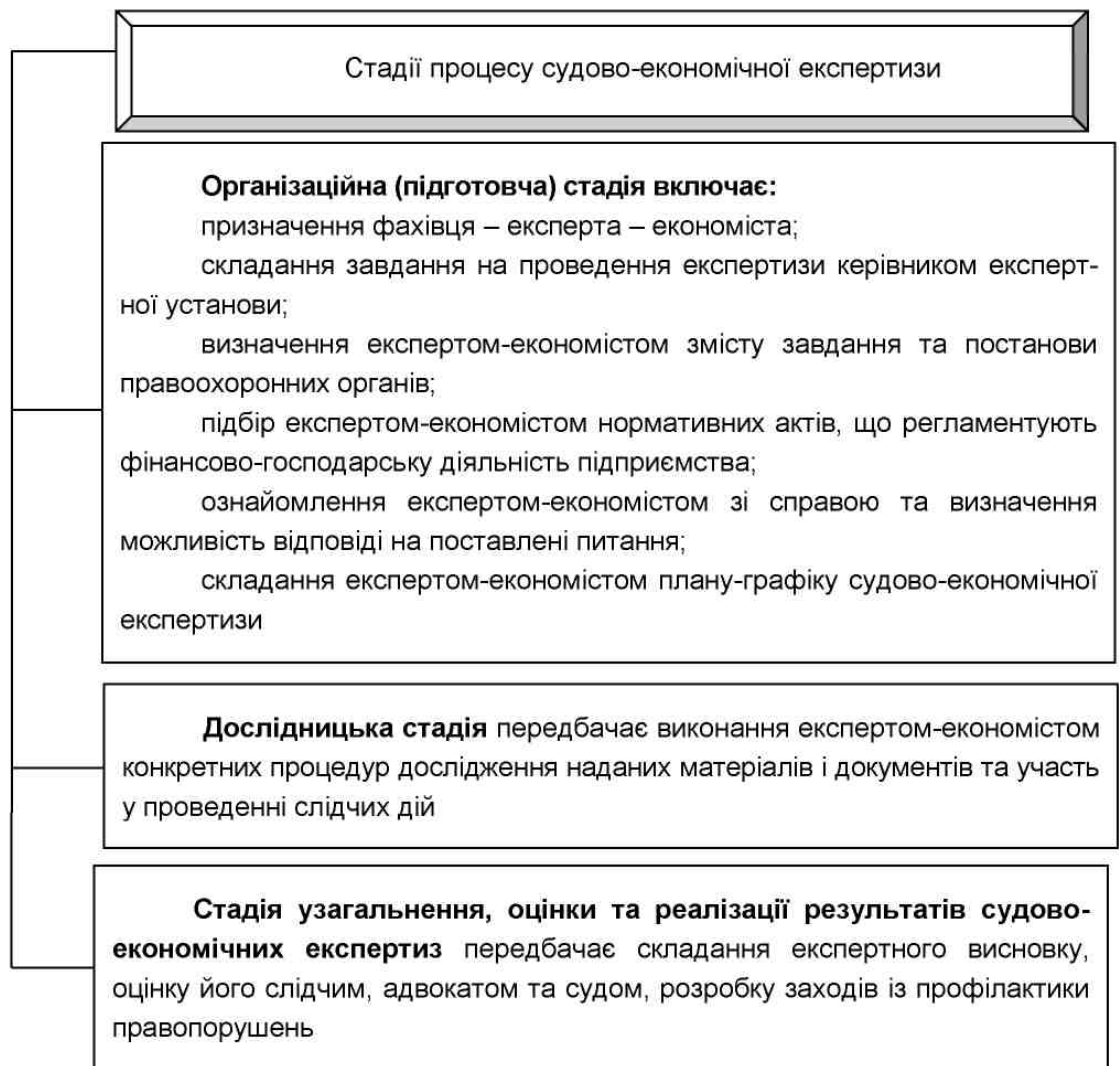 Стадії процесу судово-економічної експертизи
Організаційна (підготовча) стадія включає:
призначення фахівця – експерта – економіста;
складання завдання на проведення експертизи керівником експерт-
ної установи;
визначення експертом-економістом змісту завдання та постанови
правоохоронних органів;
підбір експертом-економістом нормативних актів, що регламентують
фінансово-господарську діяльність підприємства;
ознайомлення експертом-економістом зі справою та визначення
можливість відповіді на поставлені питання;
складання експертом-економістом плану-графіку судово-економічної
експертизи
Дослідницька стадія передбачає виконання експертом-економістом
конкретних процедур дослідження наданих матеріалів і документів та участь
у проведенні слідчих дій
Стадія узагальнення, оцінки та реалізації результатів судово-
економічних експертиз передбачає складання експертного висновку,
оцінку його слідчим, адвокатом та судом, розробку заходів із профілактики
правопорушень